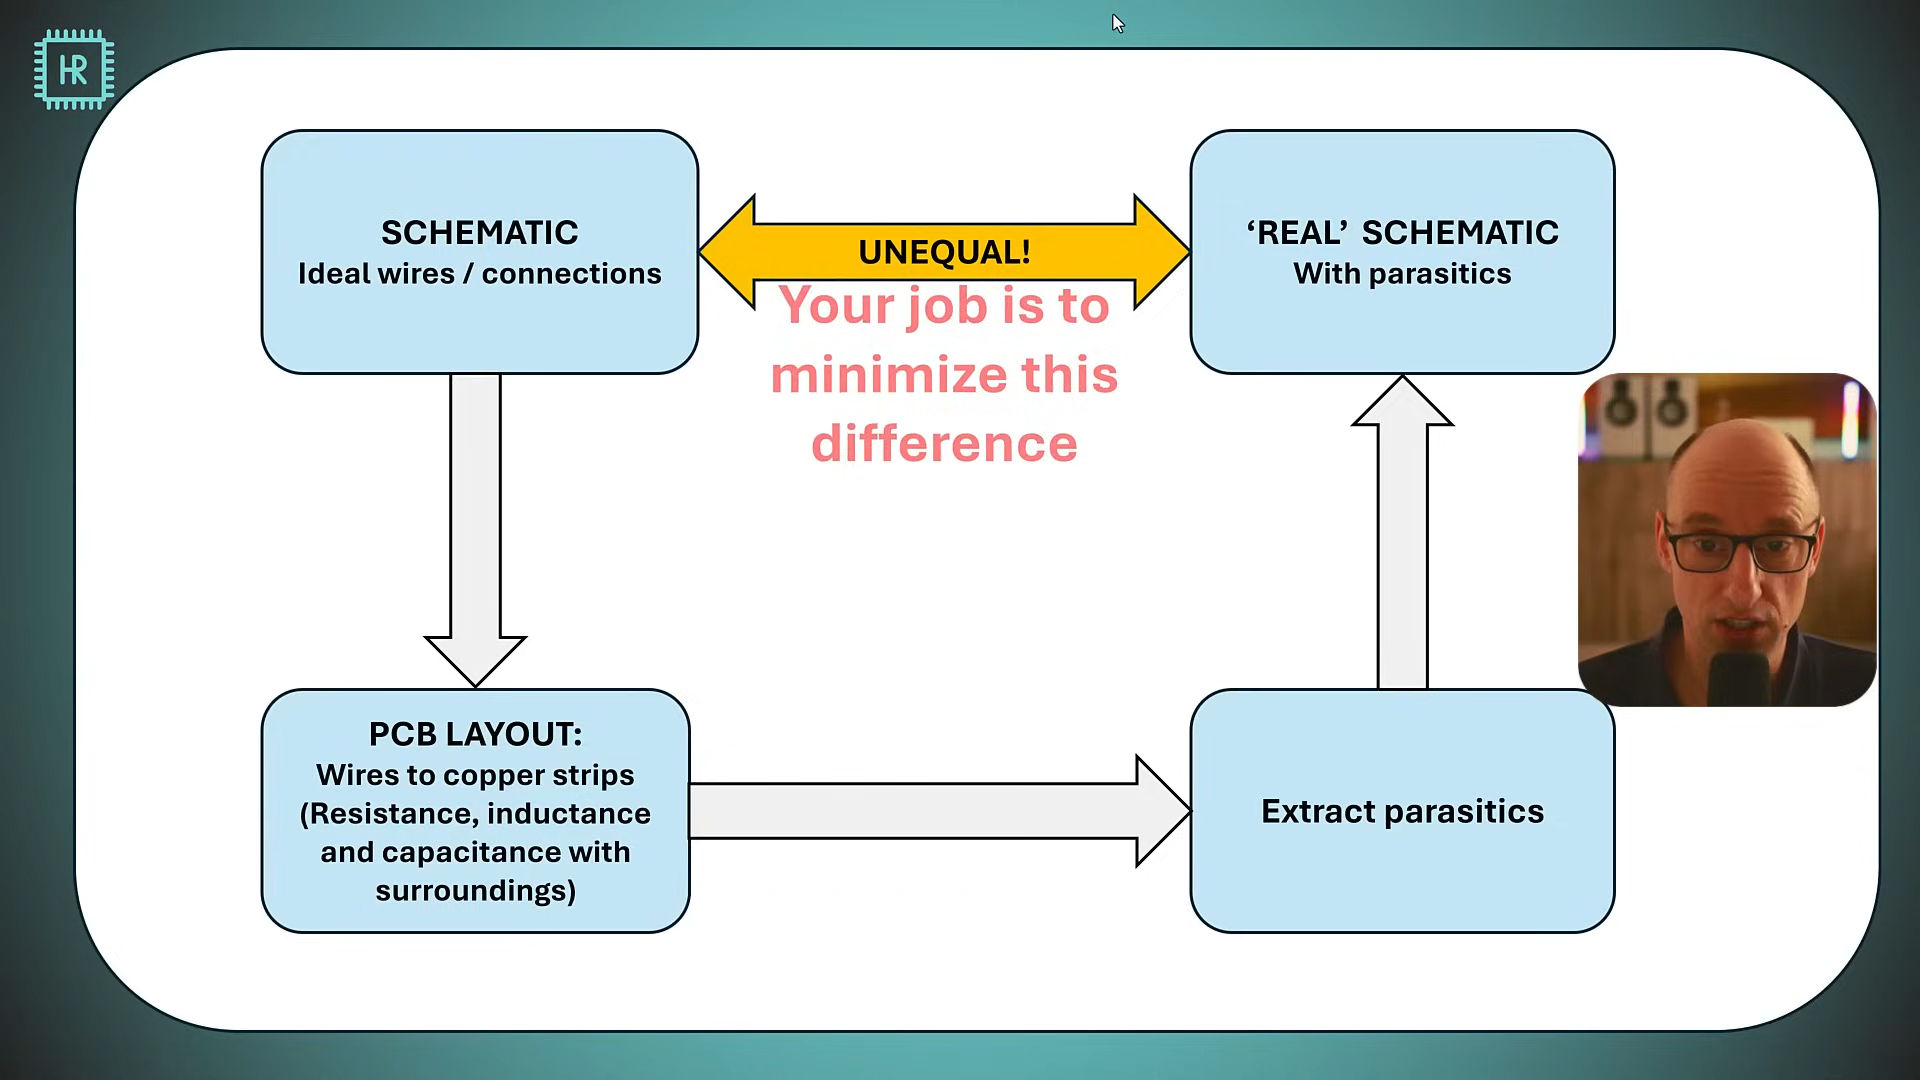 HR
SCHEMATIC
Ideal wires / connections
UNEQUAL!
‘REAL’ SCHEMATIC
With parasitics
Your job is to
minimize this
difference
PCB LAYOUT:
Wires to copper strips
(Resistance, inductance
and capacitance with
surroundings)
Extract parasitics